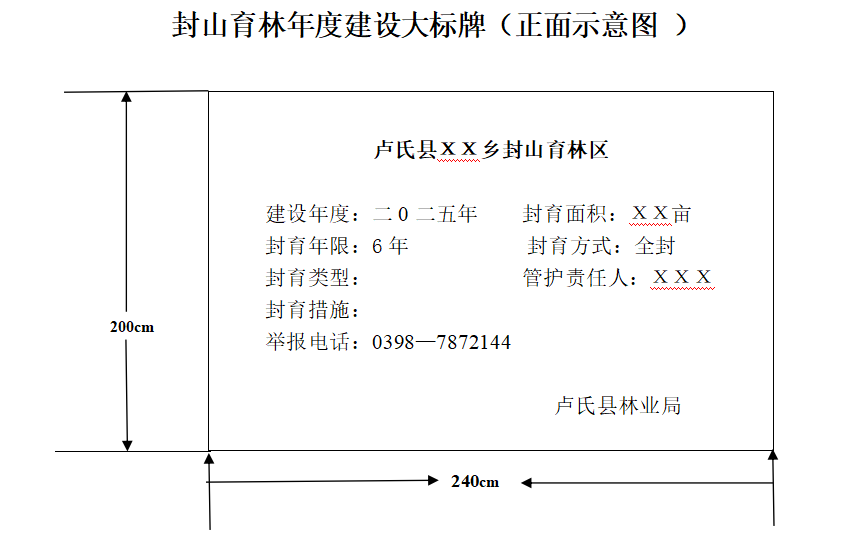 封山育林年度建设大标牌（正面示意图 ）
卢氏县ＸＸ乡封山育林区
建设年度：二０二五年 封育面积：ＸＸ亩
封育年限：6 年 封育方式：全封
封育类型： 管护责任人：ＸＸＸ
封育措施：
举报电话：0398—7872144
卢氏县林业局
200cm
240cm